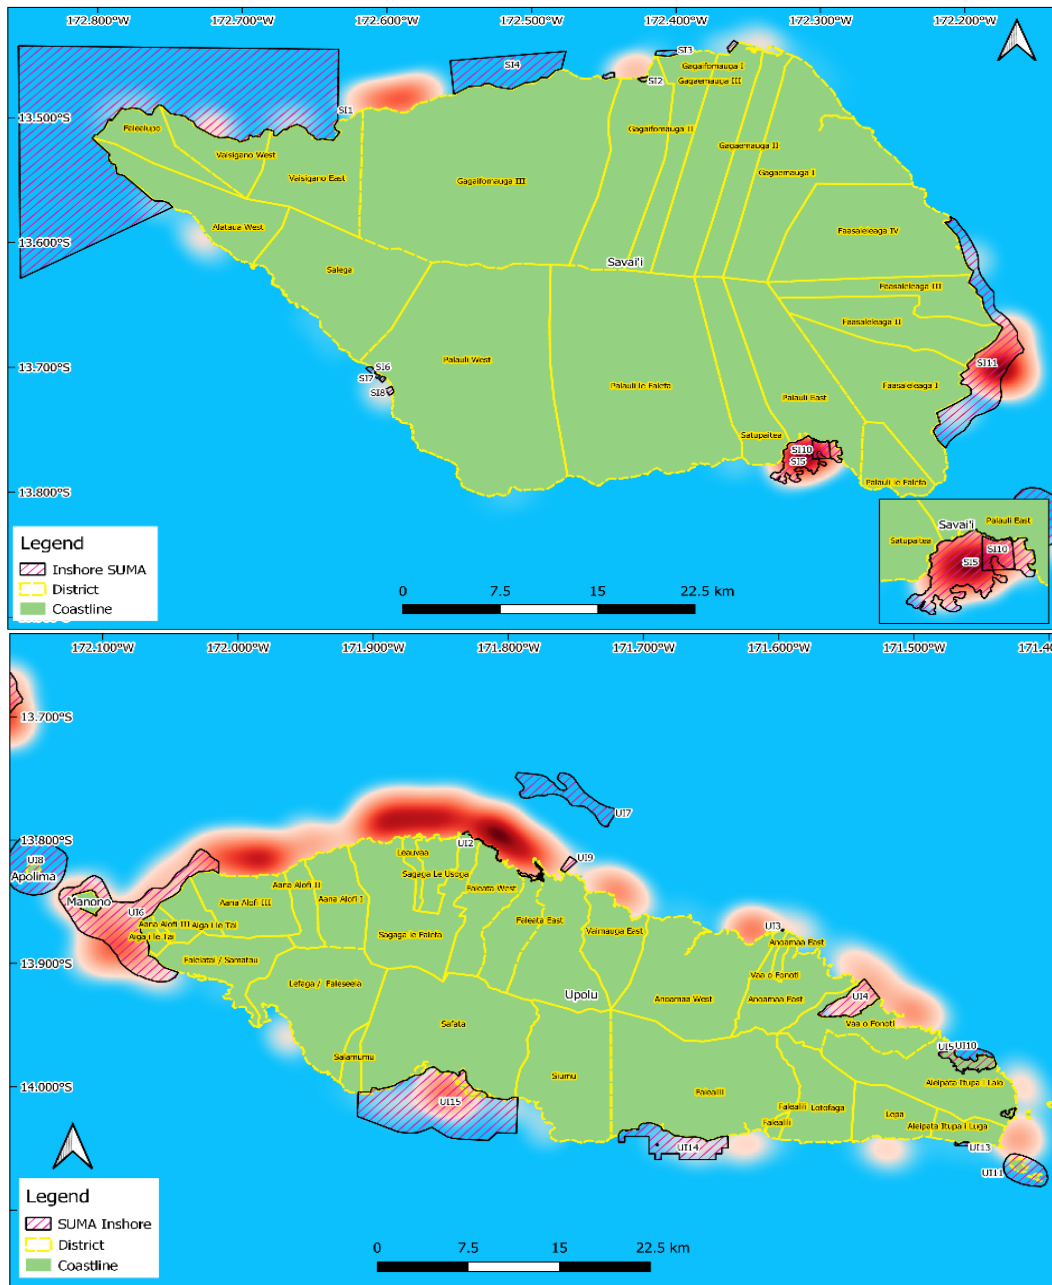 172.800°W 172.700°W 172.600°W 172.500°W 172.400°W 172.300°W 172.200°W
SI3
SI4
Gagaifomauga I
SI2
Gagaemauga III
SI1
13.500°S
Palealupo
Gagaifomauga II
Vaisigano West
Gagaemauga II
Vaisigano East
Gagaifomauga III
Gagaemauga I
13.600°S
Alataua West
Faasaleleaga IV
Savai'i
Salega
Faasaleleaga III
Faasaleleaga II
Palauli West
SI11
13.700°S
SI6
SI7
SI8
Palauli le Falefa
Faasaleleaga I
Palauli East
Satupaitea
SI10
SI5
13.800°S
Palauli le Falefa
Legend
Inshore SUMA
District
Coastline
0 7.5 15 22.5 km
Palauli East
Savai'i
Satupaitea
SI10
SI5
172.100°W 172.000°W 171.900°W 171.800°W 171.700°W 171.600°W 171.500°W 171.40
13.700°S
UI7
13.800°S
UI2
Leauvaa
UI9
UI8
Apolima
Sagaga Le Usoga
Faleata West
Aana Alofi II
Aana Alofi I
Manono
Aana Alofi III
UI6
Faleata East
Aana Alofi III
Aiga i le Tai
UI3
Vaimauga East
Aiga i le Tai
Sagaga le Falefa
Anoamaa East
13.900°S
Falelatai / Samatau
Vaa o Fonoti
Lefaga / Faleseela
Upolu
Anoamaa West
Anoamaa East
UI4
Safata
Vaa o Fonoti
UI5
UI10
Salamumu
Siumu
Aleipata Itupa i Lalo
14.000°S
Falealili
UI15
Falealili
Lotofaga
Lepa
Falealili
Aleipata Itupa i Luga
UI14
UI13
UI11
Legend
SUMA Inshore
District
Coastline
0 7.5 15 22.5 km